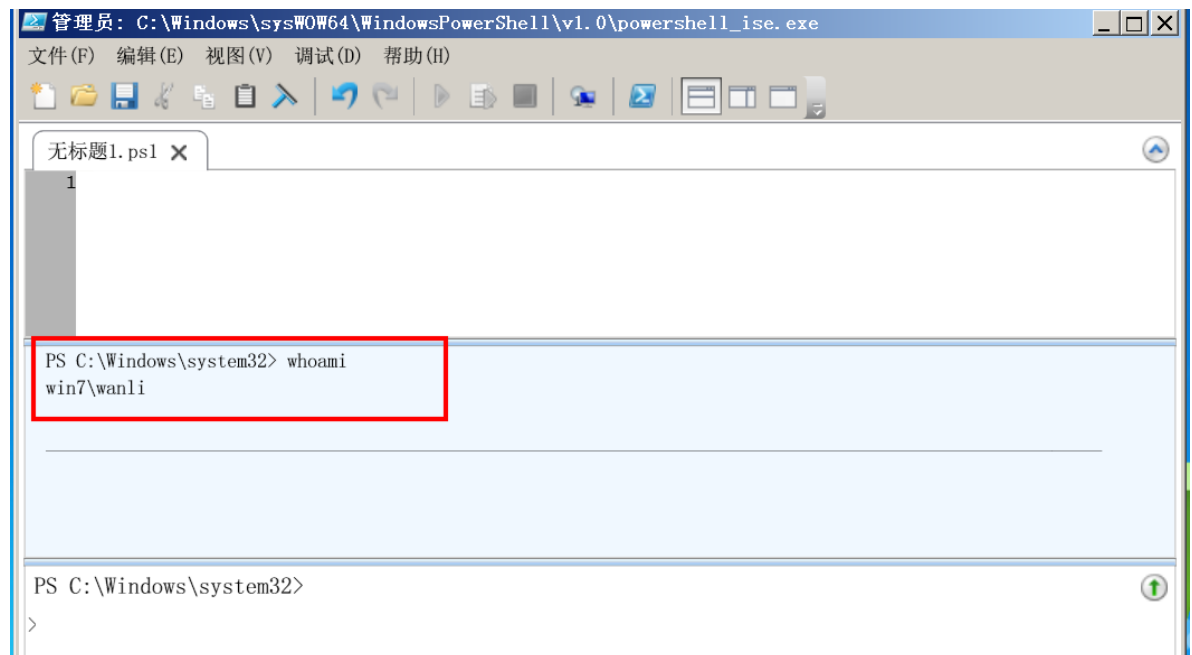 管理员: C:\Windows\sysWOW64\WindowsPowerShell\v1.0\powershell_ise.exe
文件(F) 编辑(E) 视图(V) 调试(D) 帮助(H)
无标题1.ps1
1
PS C:\Windows\system32> whoami
win7\wanli
PS C:\Windows\system32>
>